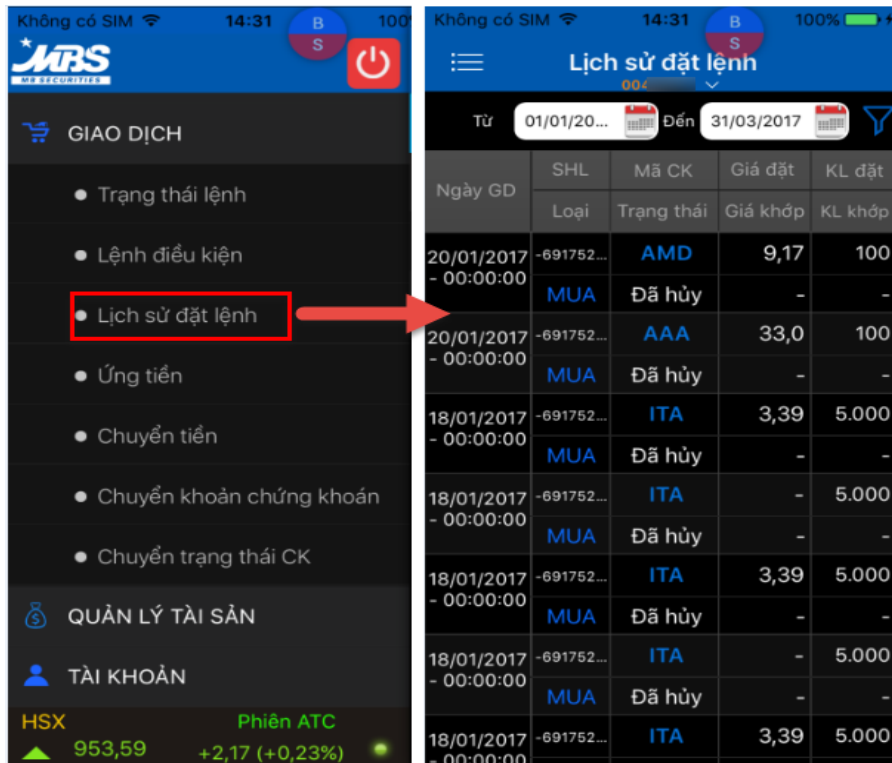 Không có SIM 14:31 100
B
S
MBS
MB SECURITIES
GIAO DỊCH
Trạng thái lệnh
Lệnh điều kiện
Lịch sử đặt lệnh
Ứng tiền
Chuyển tiền
Chuyển khoản chứng khoán
Chuyển trạng thái CK
QUẢN LÝ TÀI SẢN
TÀI KHOẢN
HSX Phiên ATC
953,59 +2,17 (+0,23%)
Không có SIM 14:31 100%
B
S
Lịch sử đặt lệnh
004
Từ 01/01/20... Đến 31/03/2017
Ngày GD SHL Mã CK Giá đặt KL đặt
Loại Trạng thái Giá khớp KL khớp
20/01/2017 -691752... AMD 9,17 100
- 00:00:00 MUA Đã hủy - -
20/01/2017 -691752... AAA 33,0 100
- 00:00:00 MUA Đã hủy - -
18/01/2017 -691752... ITA 3,39 5.000
- 00:00:00 MUA Đã hủy - -
18/01/2017 -691752... ITA - 5.000
- 00:00:00 MUA Đã hủy - -
18/01/2017 -691752... ITA 3,39 5.000
- 00:00:00 MUA Đã hủy - -
18/01/2017 -691752... ITA - 5.000
- 00:00:00 MUA Đã hủy - -
18/01/2017 -691752... ITA 3,39 5.000
- 00:00:00